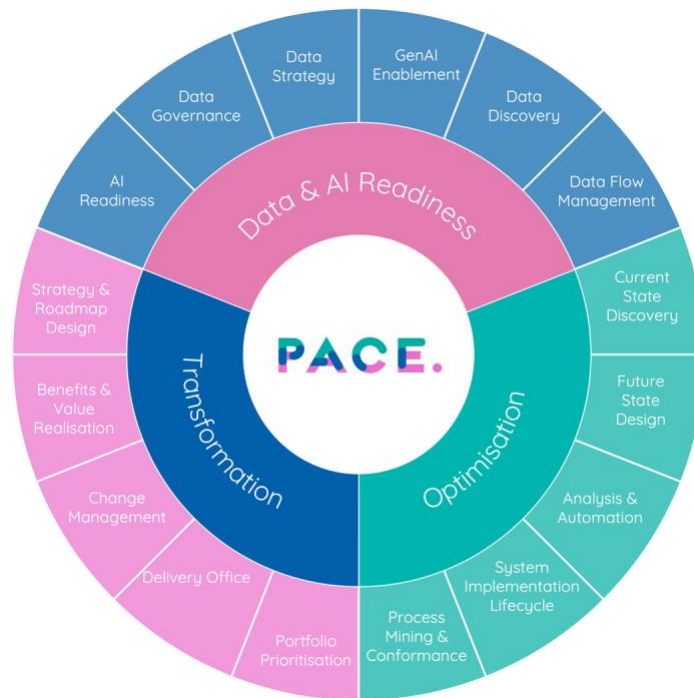 Data
Strategy
GenAI
Enablement
Data
Governance
Data
Discovery
AI
Readiness
Data Flow
Management
Data & AI Readiness
Strategy &
Roadmap
Design
Current
State
Discovery
PACE.
Benefits &
Value
Realisation
Transformation
Optimisation
Future
State
Design
Change
Management
Analysis &
Automation
Delivery Office
System
Implementation
Lifecycle
Portfolio
Prioritisation
Process
Mining &
Conformance